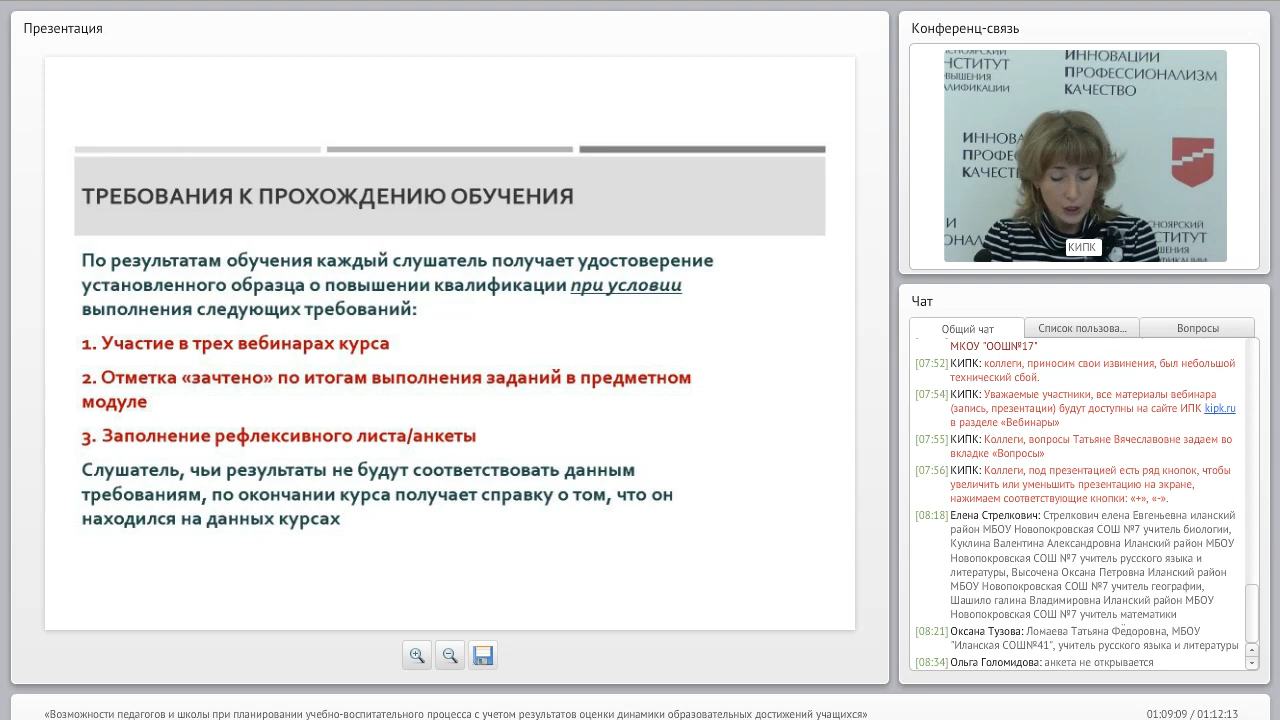 Презентация
ТРЕБОВАНИЯ К ПРОХОЖДЕНИЮ ОБУЧЕНИЯ
По результатам обучения каждый слушатель получает удостоверение
установленного образца о повышении квалификации при условии
выполнения следующих требований:
1. Участие в трех вебинарах курса
2. Отметка «зачтено» по итогам выполнения заданий в предметном
модуле
3. Заполнение рефлексивного листа/анкеты
Слушатель, чьи результаты не будут соответствовать данным
требованиям, по окончании курса получает справку о том, что он
находился на данных курсах
Конференц-связь
ИННОВАЦИИ
ПРОФЕССИОНАЛИЗМ
КАЧЕСТВО
КИПК
Чат
Общий чат
Список пользова...
Вопросы
МКОУ "ООШ№17"
[07:52] КИПК: коллеги, приносим свои извинения, был небольшой
технический сбой.
[07:54] КИПК: Уважаемые участники, все материалы вебинара
(запись, презентации) будут доступны на сайте ИПК kipk.ru
в разделе «Вебинары»
[07:55] КИПК: Коллеги, вопросы Татьяне Вячеславовне задаем во
вкладке «Вопросы»
[07:56] КИПК: Коллеги, под презентацией есть ряд кнопок, чтобы
увеличить или уменьшить презентацию на экране,
нажимаем соответствующие кнопки: «+», «-».
[08:18] Елена Стрелкович: Стрелкович елена Евгеньевна иланский
район МБОУ Новопокровская СОШ №7 учитель биологии,
Куклина Валентина Александровна Иланский район МБОУ
Новопокровская СОШ №7 учитель русского языка и
литературы, Высочена Оксана Петровна Иланский район
МБОУ Новопокровская СОШ №7 учитель географии,
Шашило галина Владимировна Иланский район МБОУ
Новопокровская СОШ №7 учитель математики
[08:21] Оксана Тузова: Ломаева Татьяна Фёдоровна, МБОУ
"Иланская СОШ№41", учитель русского языка и литературы
[08:34] Ольга Голомидова: анкета не открывается
«Возможности педагогов и школы при планировании учебно-воспитательного процесса с учетом результатов оценки динамики образовательных достижений учащихся»
01:09:09 / 01:12:13